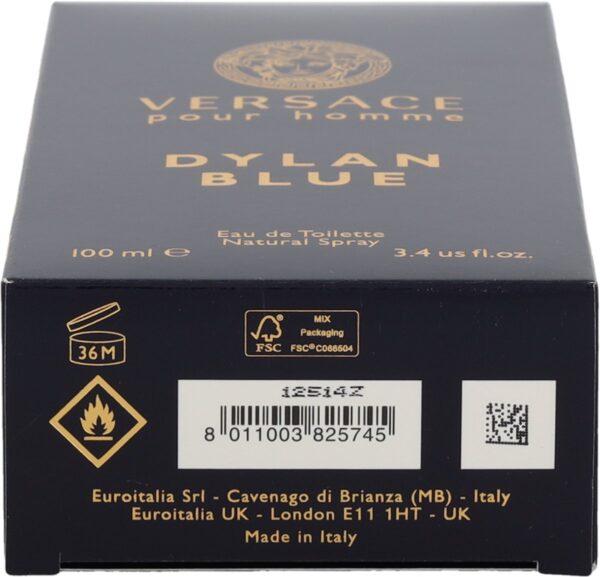 VERSACE
pour homme
DYLAN
BLUE
Eau de Toilette
Natural Spray
100 ml ℮
3.4 us fl.oz.
36M
FSC
MIX
Packaging
FSC® C066504
12514Z
8 011003 825745
Euroitalia Srl - Cavenago di Brianza (MB) - Italy
Euroitalia UK - London E11 1HT - UK
Made in Italy